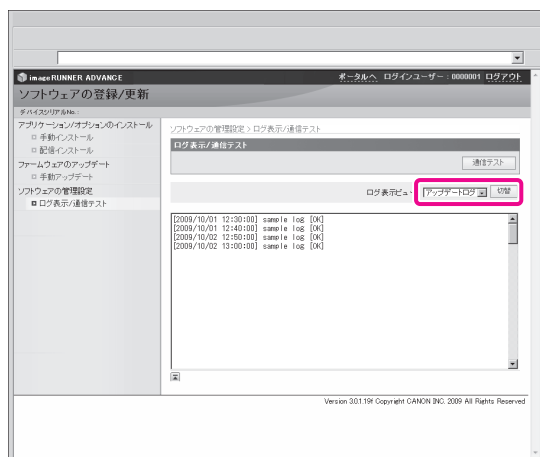 imageRUNNER ADVANCE
ポータルへ ログインユーザー : 0000001 ログアウト
ソフトウェアの登録/更新
デバイスシリアルNo. :
アプリケーション/オプションのインストール
手動インストール
配信インストール
ファームウェアのアップデート
手動アップデート
ソフトウェアの管理設定
ログ表示/通信テスト
ソフトウェアの管理設定 > ログ表示/通信テスト
ログ表示/通信テスト
通信テスト
ログ表示ビュー
アップデートログ
切替
[2009/10/01 12:30:00] sample log [OK]
[2009/10/01 12:40:00] sample log [OK]
[2009/10/02 12:50:00] sample log [OK]
[2009/10/02 13:00:00] sample log [OK]
Version 3.0.1.19f Copyright CANON INC. 2009 All Rights Reserved